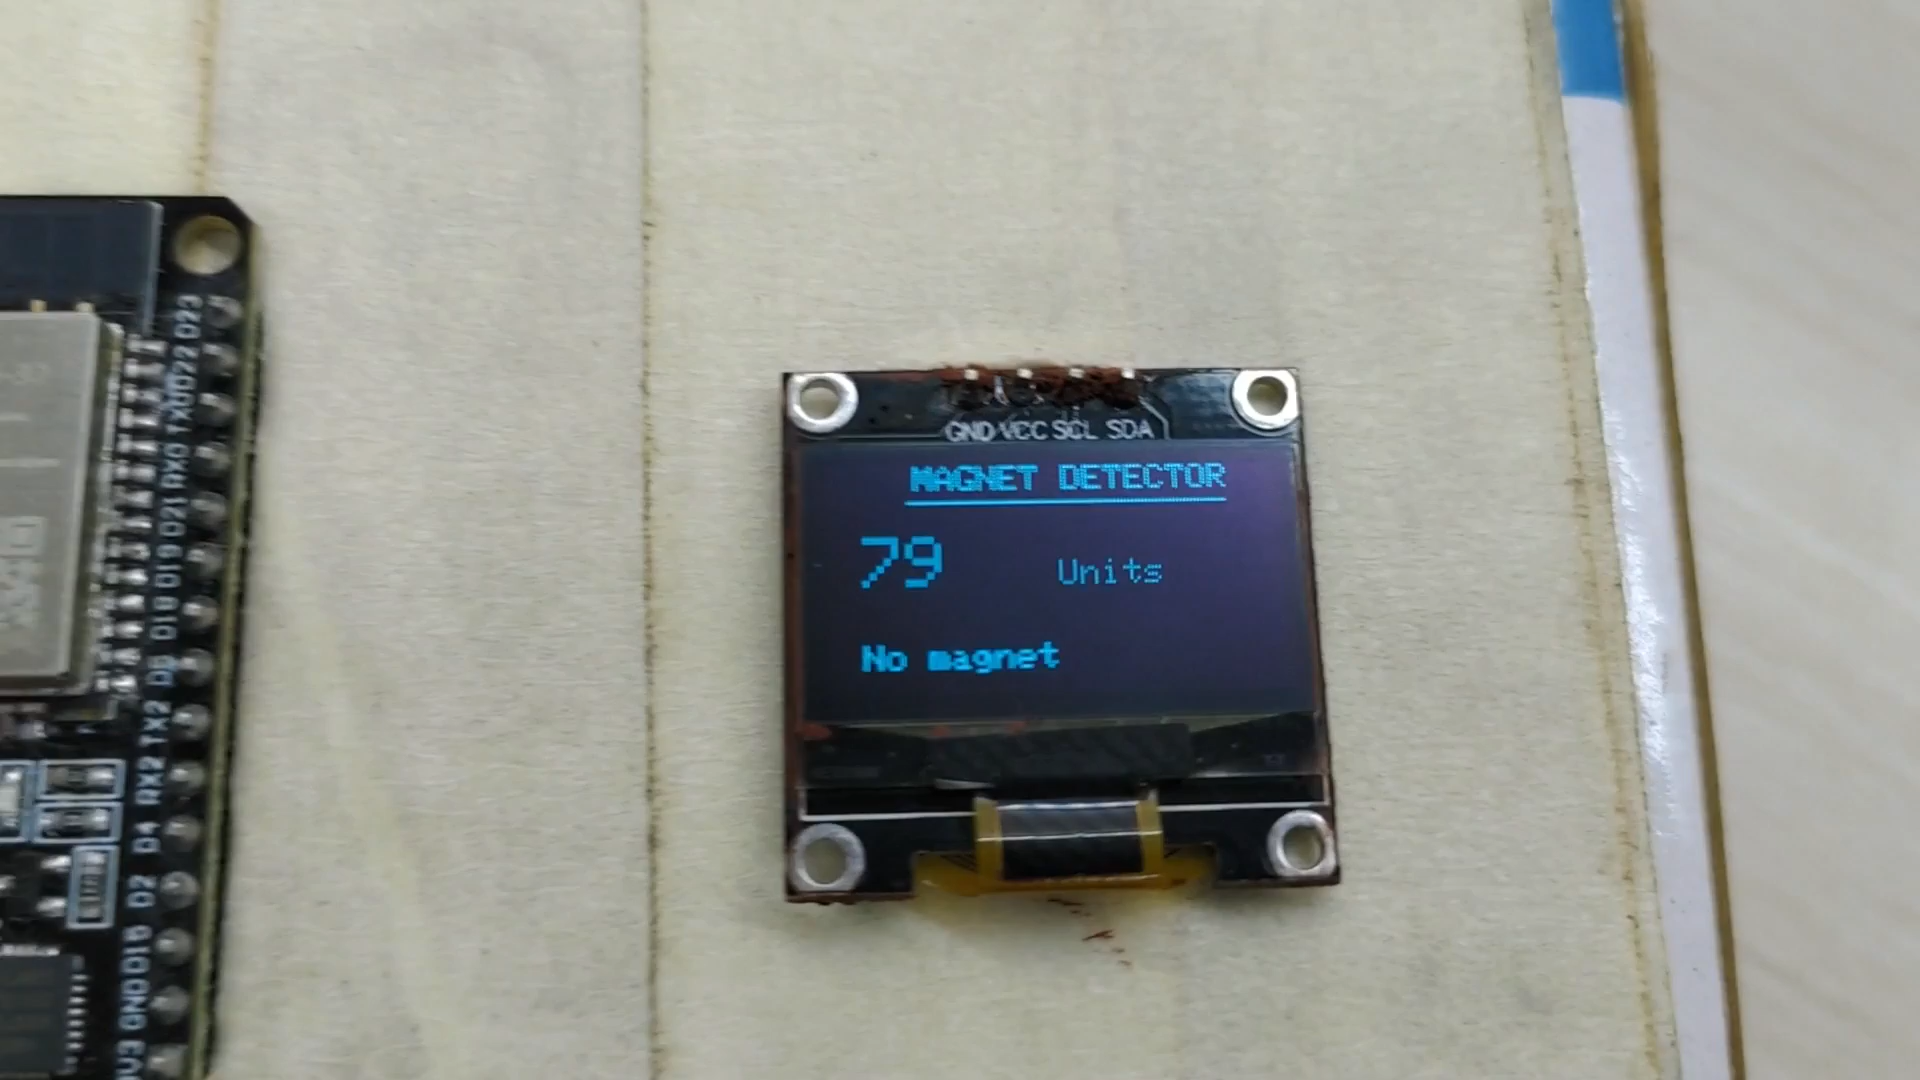 D23
D22
TX0
RX0
D21
D19
D18
D5
TX2
RX2
D4
D2
D15
GND
3V3
GND VCC SCL SDA
MAGNET DETECTOR
79 Units
No magnet